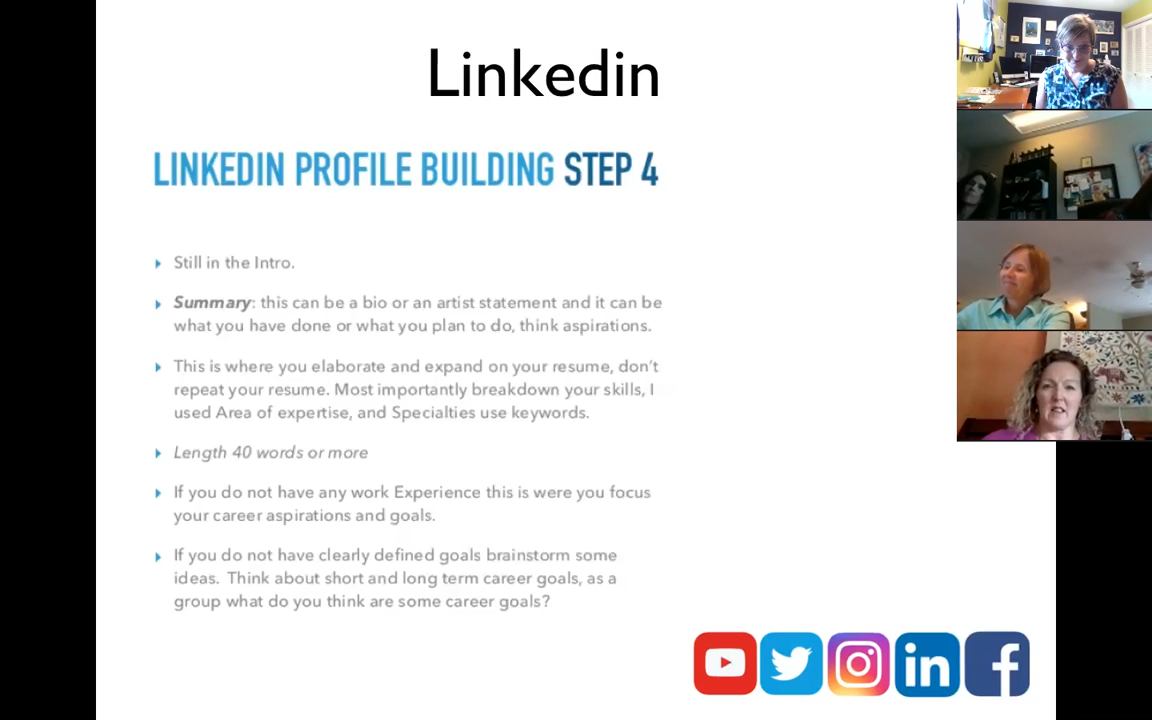 Linkedin
LINKEDIN PROFILE BUILDING STEP 4
Still in the Intro.
Summary: this can be a bio or an artist statement and it can be
what you have done or what you plan to do, think aspirations.
This is where you elaborate and expand on your resume, don't
repeat your resume. Most importantly breakdown your skills, I
used Area of expertise, and Specialties use keywords.
Length 40 words or more
If you do not have any work Experience this is were you focus
your career aspirations and goals.
If you do not have clearly defined goals brainstorm some
ideas. Think about short and long term career goals, as a
group what do you think are some career goals?
in
f